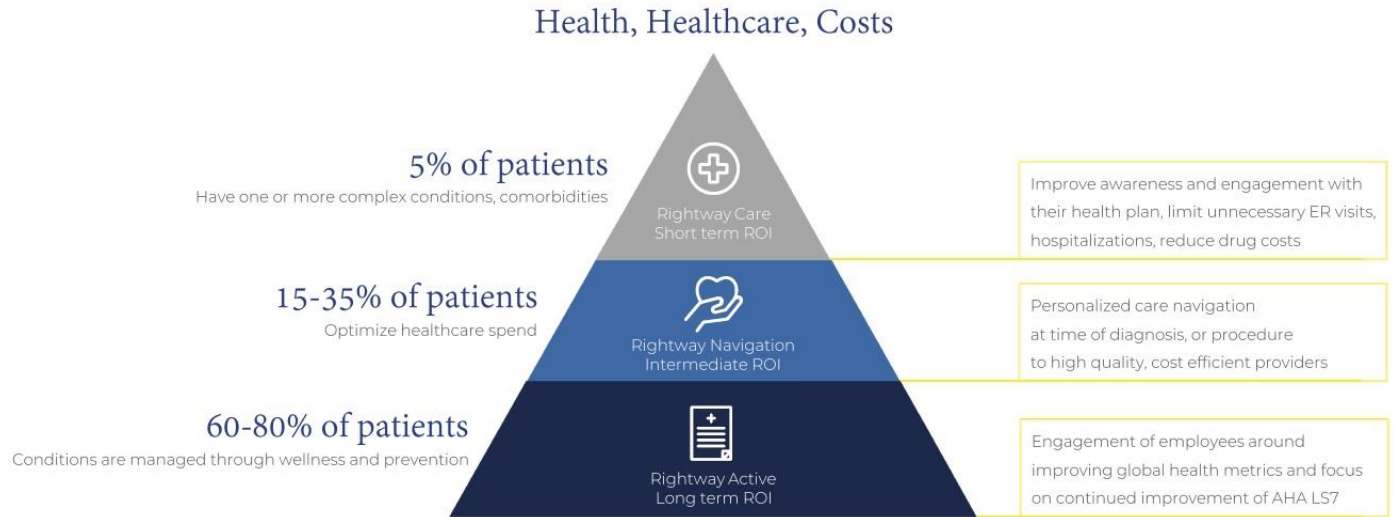 Health, Healthcare, Costs
5% of patients
Have one or more complex conditions, comorbidities
Rightway Care
Short term ROI
Improve awareness and engagement with
their health plan, limit unnecessary ER visits,
hospitalizations, reduce drug costs
15-35% of patients
Optimize healthcare spend
Rightway Navigation
Intermediate ROI
Personalized care navigation
at time of diagnosis, or procedure
to high quality, cost efficient providers
60-80% of patients
Conditions are managed through wellness and prevention
Rightway Active
Long term ROI
Engagement of employees around
improving global health metrics and focus
on continued improvement of AHA LS7